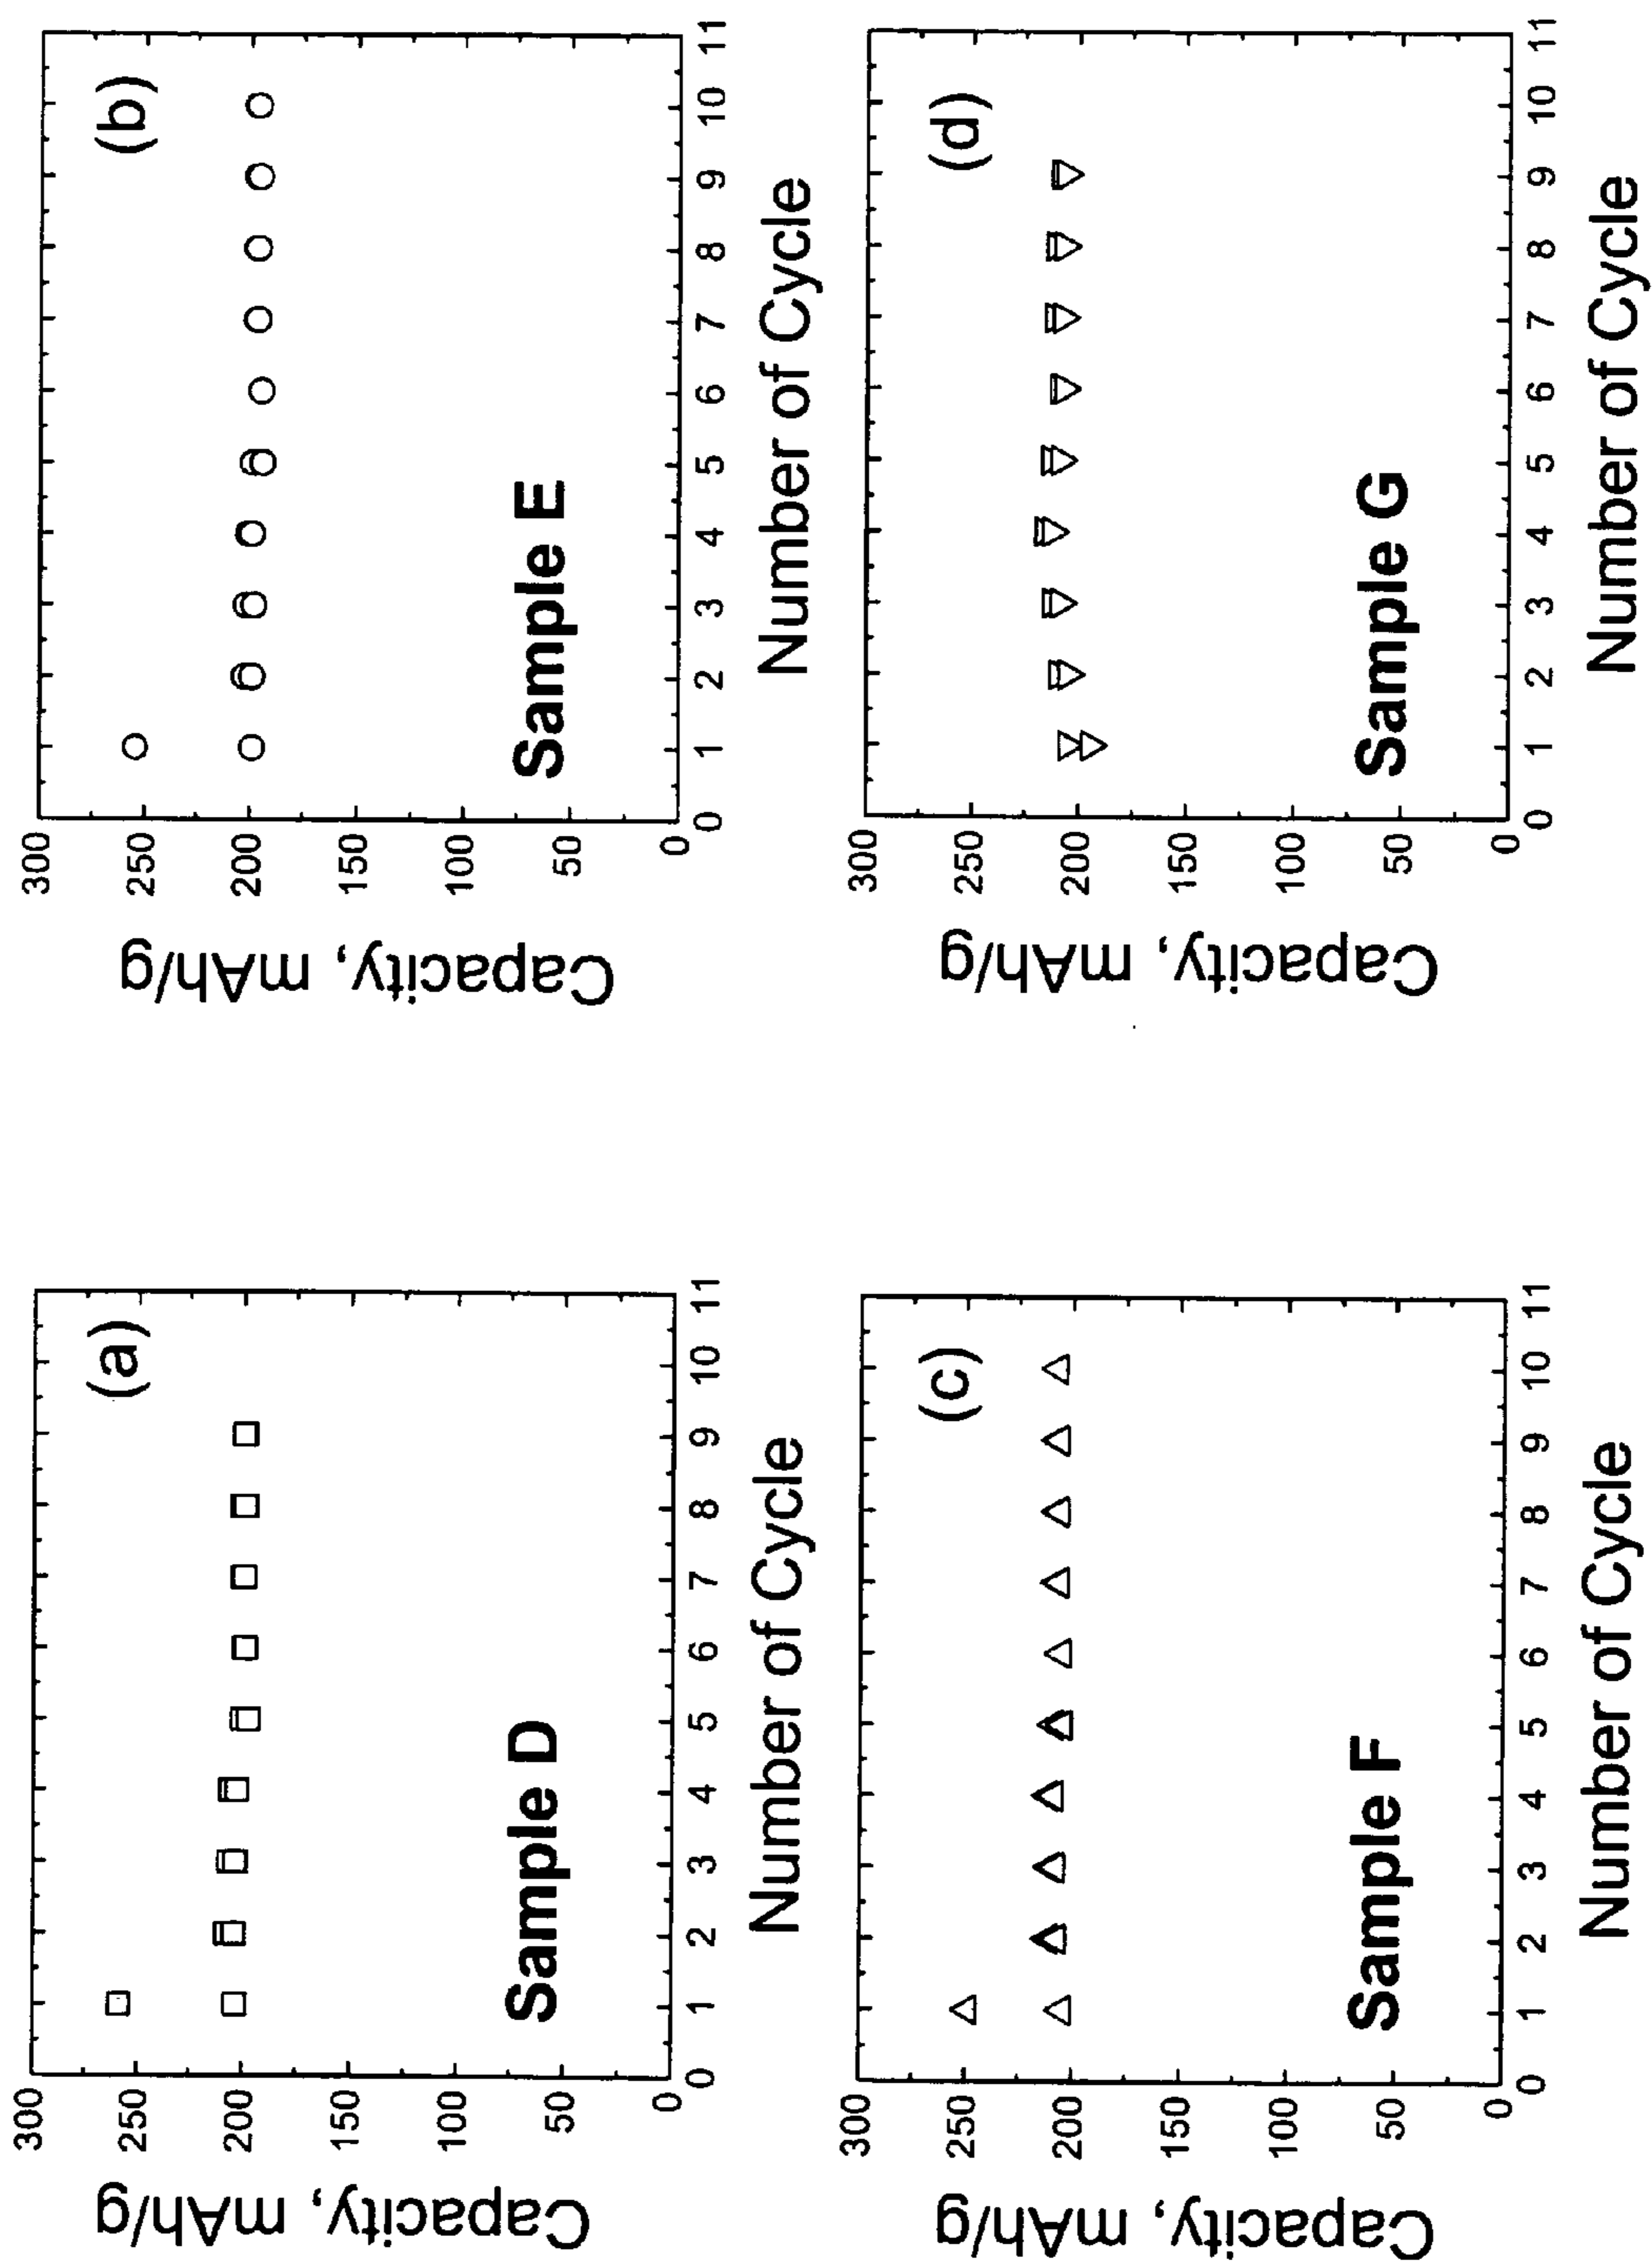 300
250
200
150
100
50
0
Capacity, mAh/g
(a)
Sample D
0 1 2 3 4 5 6 7 8 9 10 11
Number of Cycle
300
250
200
150
100
50
0
Capacity, mAh/g
(b)
Sample E
0 1 2 3 4 5 6 7 8 9 10 11
Number of Cycle
300
250
200
150
100
50
0
Capacity, mAh/g
(c)
Sample F
0 1 2 3 4 5 6 7 8 9 10 11
Number of Cycle
300
250
200
150
100
50
0
Capacity, mAh/g
(d)
Sample G
0 1 2 3 4 5 6 7 8 9 10 11
Number of Cycle